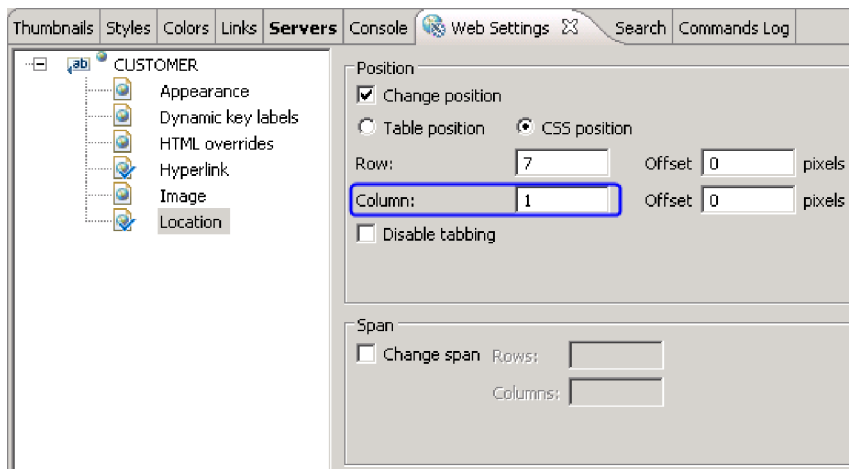 Thumbnails Styles Colors Links Servers Console Web Settings Search Commands Log
ab CUSTOMER
Appearance
Dynamic key labels
HTML overrides
Hyperlink
Image
Location
Position
Change position
Table position CSS position
Row: 7 Offset 0 pixels
Column: 1 Offset 0 pixels
Disable tabbing
Span
Change span Rows:
Columns: